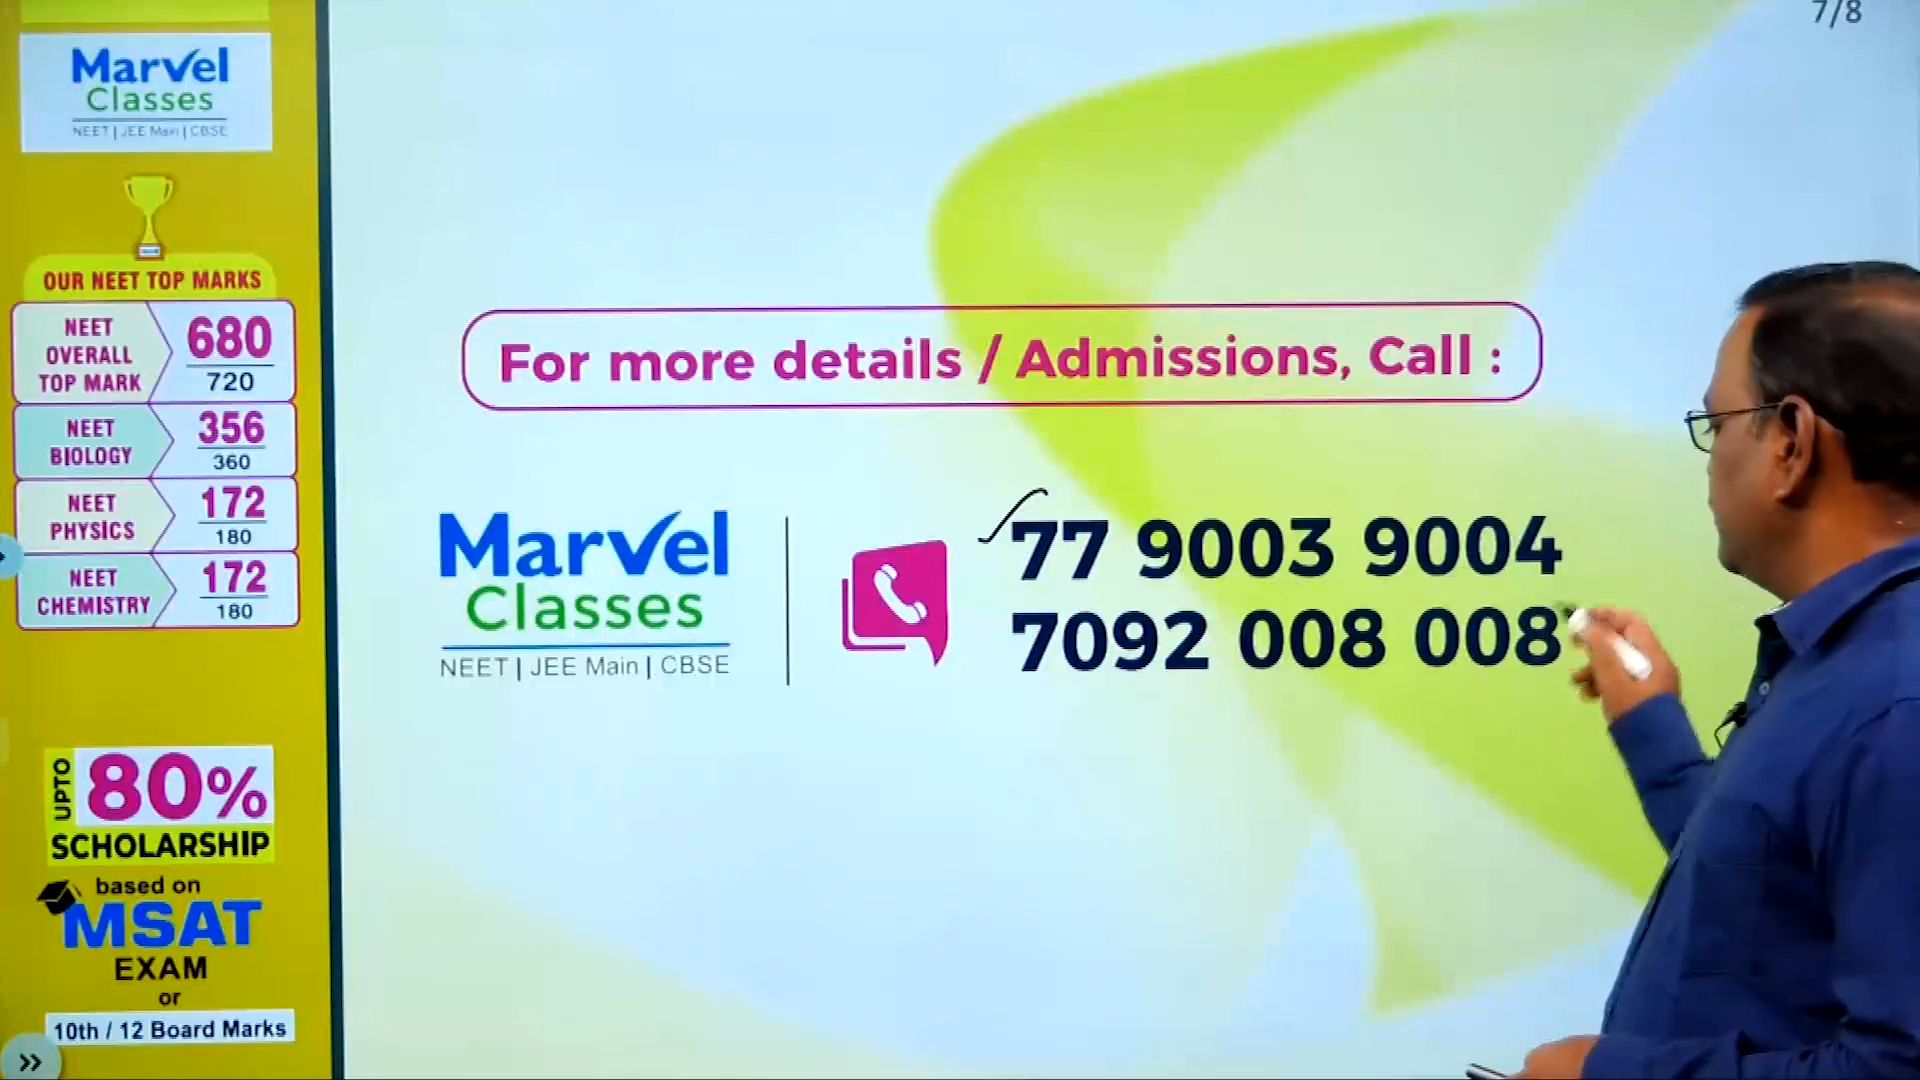 7/8
Marvel
Classes
NEET | JEE Main | CBSE
OUR NEET TOP MARKS
NEET OVERALL TOP MARK 680/720
NEET BIOLOGY 356/360
NEET PHYSICS 172/180
NEET CHEMISTRY 172/180
UPTO 80%
SCHOLARSHIP
based on
MSAT
EXAM
or
10th / 12 Board Marks
For more details / Admissions, Call :
Marvel
Classes
NEET | JEE Main | CBSE
77 9003 9004
7092 008 008